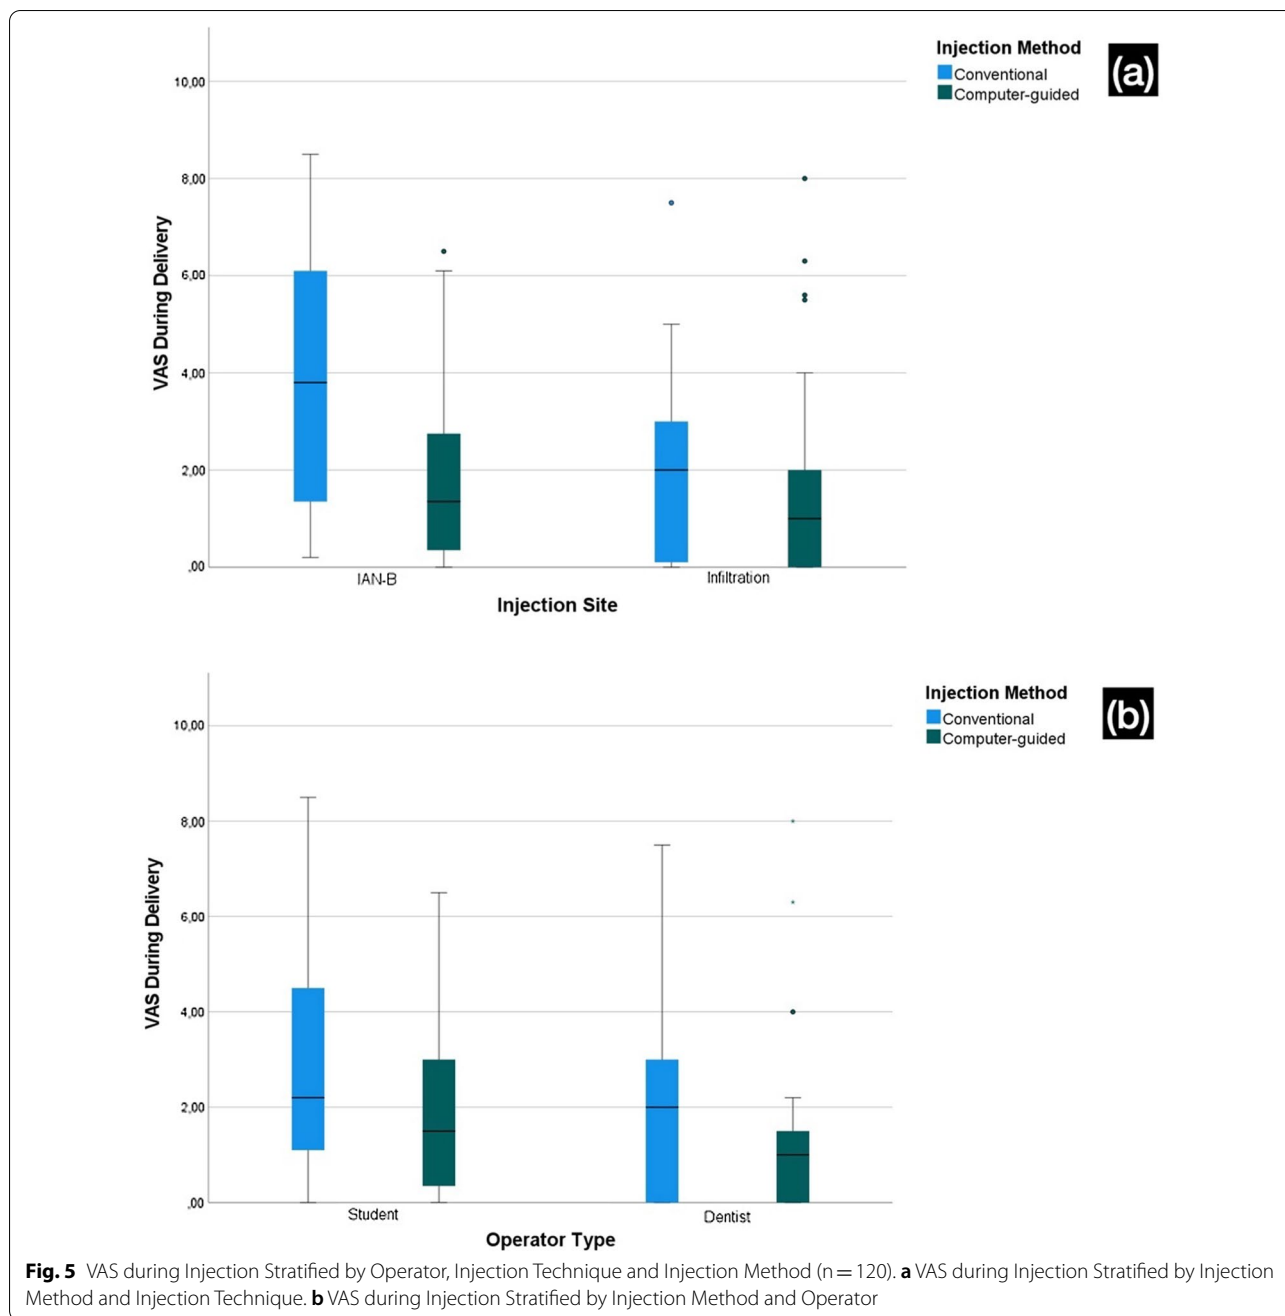 Injection Method
(a)
Conventional
Computer-guided
10,00
8,00
6,00
4,00
2,00
,00
VAS During Delivery
IAN-B
Infiltration
Injection Site
Injection Method
(b)
Conventional
Computer-guided
10,00
8,00
6,00
4,00
2,00
,00
VAS During Delivery
Student
Dentist
Operator Type
Fig. 5 VAS during Injection Stratified by Operator, Injection Technique and Injection Method (n = 120). a VAS during Injection Stratified by Injection
Method and Injection Technique. b VAS during Injection Stratified by Injection Method and Operator